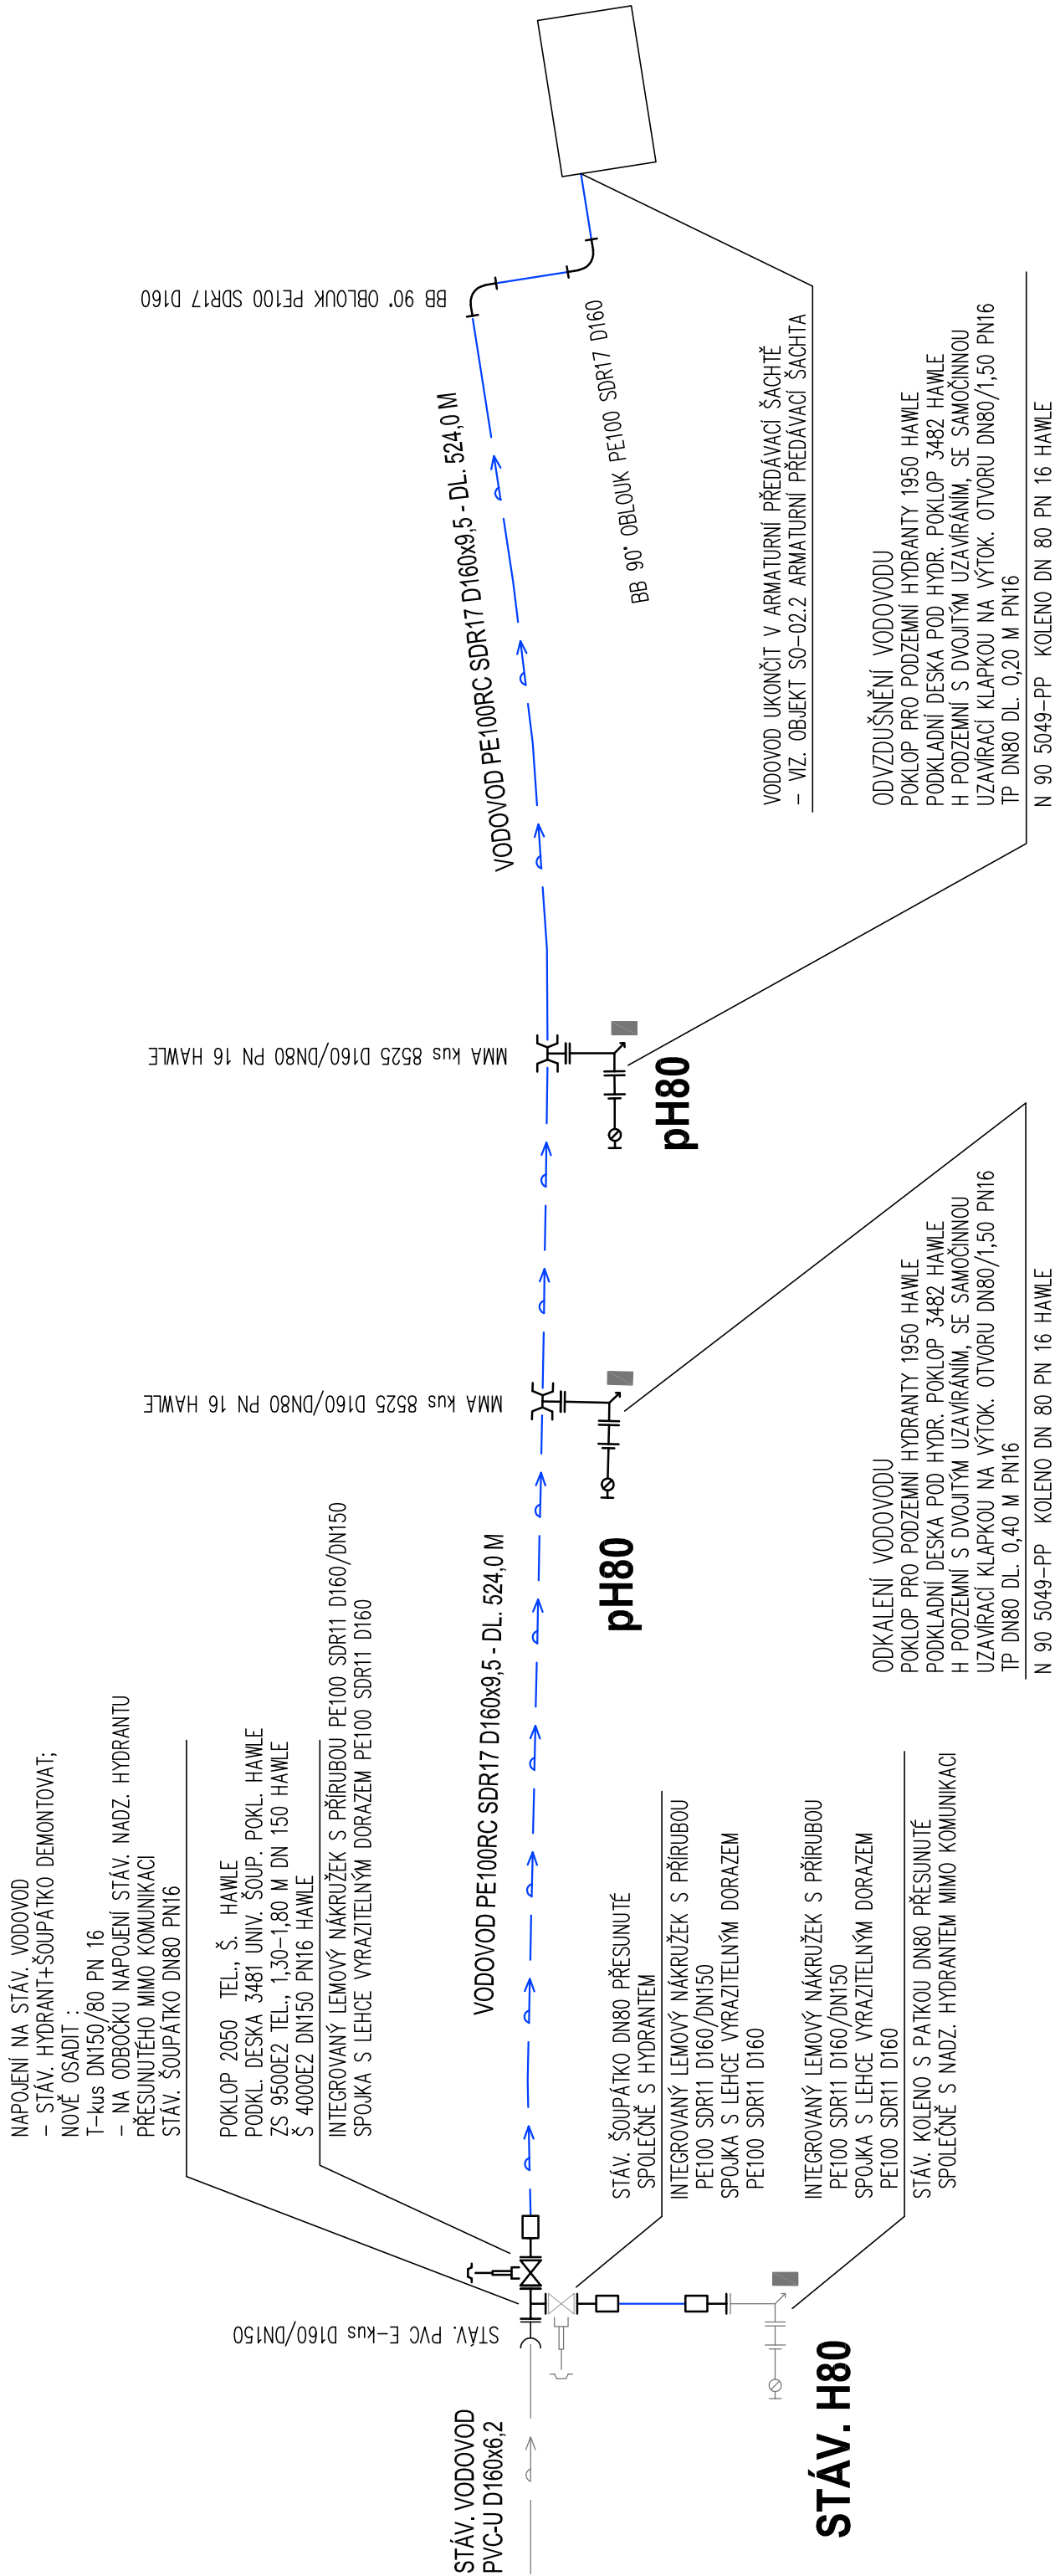 NAPOJENÍ NA STÁV. VODOVOD
– STÁV. HYDRANT+ŠOUPÁTKO DEMONTOVAT;
NOVĚ OSADIT :
T–kus DN150/80 PN 16
– NA ODBOČKU NAPOJENÍ STÁV. NADZ. HYDRANTU
PŘESUNUTÉHO MIMO KOMUNIKACI
STÁV. ŠOUPÁTKO DN80 PN16
POKLOP 2050 TEL., Š. HAWLE
PODKL. DESKA 3481 UNIV. ŠOUP. POKL. HAWLE
ZS 9500E2 TEL., 1,30–1,80 M DN 150 HAWLE
Š 4000E2 DN150 PN16 HAWLE
INTEGROVANÝ LEMOVÝ NÁKRUŽEK S PŘÍRUBOU PE100 SDR11 D160/DN150
SPOJKA S LEHCE VYRAZITELNÝM DORAZEM PE100 SDR11 D160
STÁV. PVC E–kus D160/DN150
STÁV. VODOVOD
PVC-U D160x6,2
VODOVOD PE100RC SDR17 D160x9,5 - DL. 524,0 M
MMA kus 8525 D160/DN80 PN 16 HAWLE
MMA kus 8525 D160/DN80 PN 16 HAWLE
VODOVOD PE100RC SDR17 D160x9,5 - DL. 524,0 M
BB 90° OBLOUK PE100 SDR17 D160
BB 90° OBLOUK PE100 SDR17 D160
STÁV. H80
pH80
pH80
STÁV. ŠOUPÁTKO DN80 PŘESUNUTÉ
SPOLEČNĚ S HYDRANTEM
INTEGROVANÝ LEMOVÝ NÁKRUŽEK S PŘÍRUBOU
PE100 SDR11 D160/DN150
SPOJKA S LEHCE VYRAZITELNÝM DORAZEM
PE100 SDR11 D160
INTEGROVANÝ LEMOVÝ NÁKRUŽEK S PŘÍRUBOU
PE100 SDR11 D160/DN150
SPOJKA S LEHCE VYRAZITELNÝM DORAZEM
PE100 SDR11 D160
STÁV. KOLENO S PATKOU DN80 PŘESUNUTÉ
SPOLEČNĚ S NADZ. HYDRANTEM MIMO KOMUNIKACI
ODKALENÍ VODOVODU
POKLOP PRO PODZEMNÍ HYDRANTY 1950 HAWLE
PODKLADNÍ DESKA POD HYDR. POKLOP 3482 HAWLE
H PODZEMNÍ S DVOJITÝM UZAVÍRÁNÍM, SE SAMOČINNOU
UZAVÍRACÍ KLAPKOU NA VÝTOK. OTVORU DN80/1,50 PN16
TP DN80 DL. 0,40 M PN16
N 90 5049–PP KOLENO DN 80 PN 16 HAWLE
VODOVOD UKONČIT V ARMATURNÍ PŘEDÁVACÍ ŠACHTĚ
– VIZ. OBJEKT SO–02.2 ARMATURNÍ PŘEDÁVACÍ ŠACHTA
ODVZDUŠNĚNÍ VODOVODU
POKLOP PRO PODZEMNÍ HYDRANTY 1950 HAWLE
PODKLADNÍ DESKA POD HYDR. POKLOP 3482 HAWLE
H PODZEMNÍ S DVOJITÝM UZAVÍRÁNÍM, SE SAMOČINNOU
UZAVÍRACÍ KLAPKOU NA VÝTOK. OTVORU DN80/1,50 PN16
TP DN80 DL. 0,20 M PN16
N 90 5049–PP KOLENO DN 80 PN 16 HAWLE